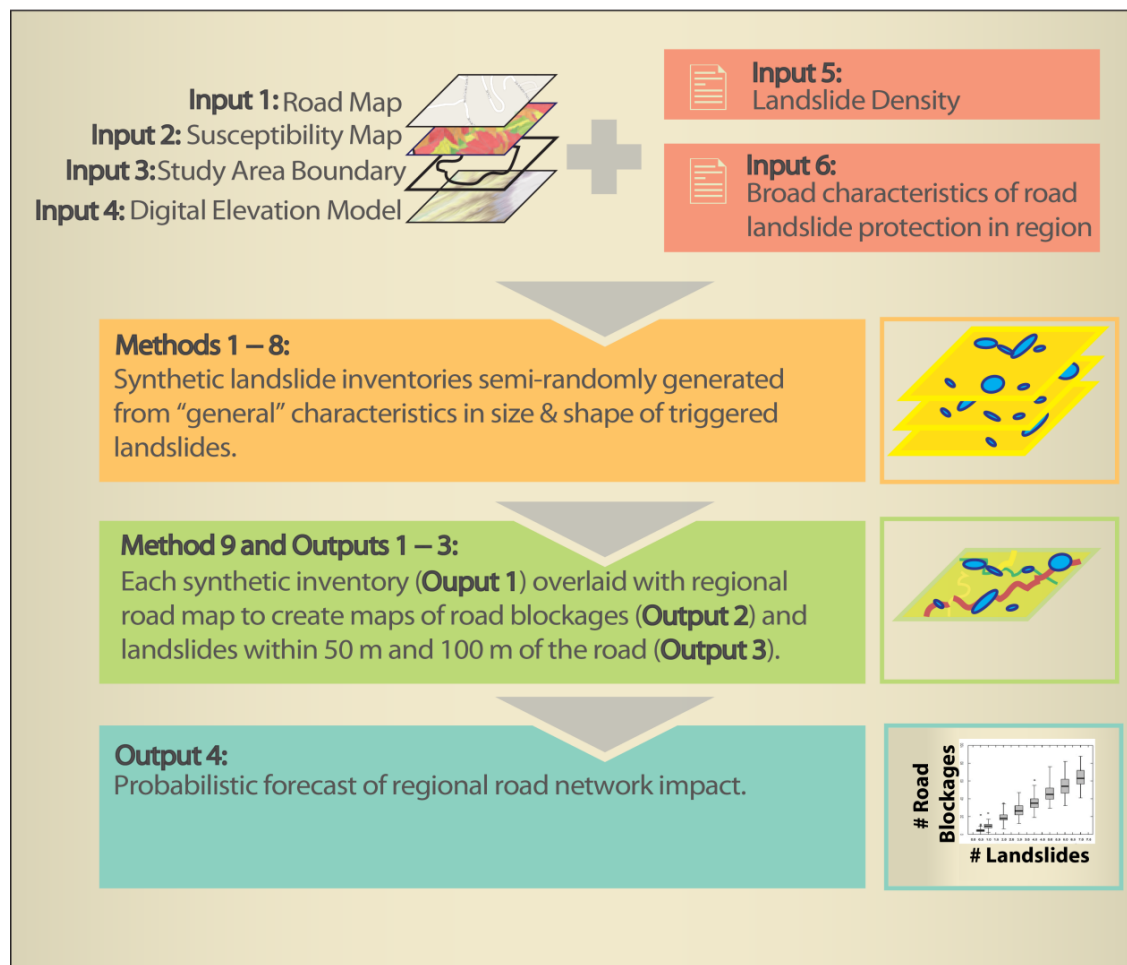 Input 1: Road Map
Input 2: Susceptibility Map
Input 3: Study Area Boundary
Input 4: Digital Elevation Model
Input 5:
Landslide Density
Input 6:
Broad characteristics of road
landslide protection in region
Methods 1 – 8:
Synthetic landslide inventories semi-randomly generated
from “general” characteristics in size & shape of triggered
landslides.
Method 9 and Outputs 1 – 3:
Each synthetic inventory (Ouput 1) overlaid with regional
road map to create maps of road blockages (Output 2) and
landslides within 50 m and 100 m of the road (Output 3).
Output 4:
Probabilistic forecast of regional road network impact.
# Road
Blockages
# Landslides